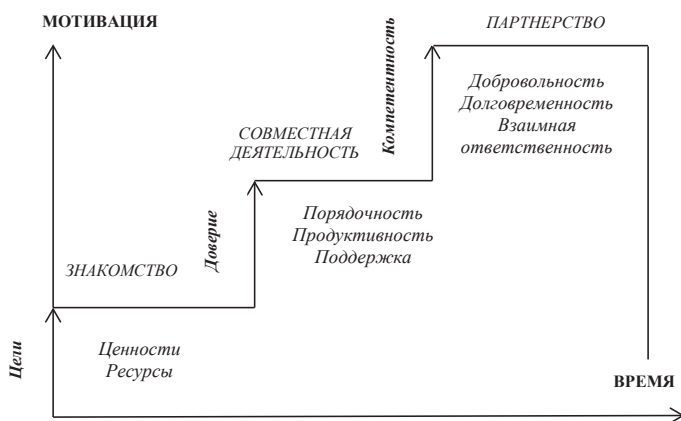 МОТИВАЦИЯ
ПАРТНЕРСТВО
Компетентность
Добровольность
Долговременность
Взаимная
ответственность
СОВМЕСТНАЯ
ДЕЯТЕЛЬНОСТЬ
Доверие
Порядочность
Продуктивность
Поддержка
ЗНАКОМСТВО
Цели
Ценности
Ресурсы
ВРЕМЯ